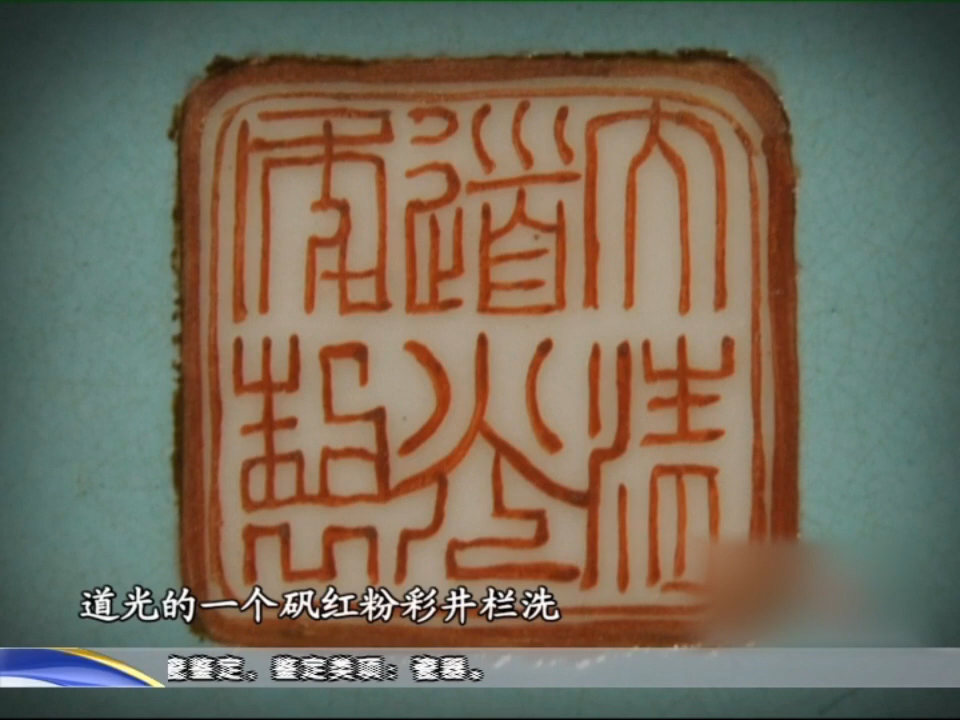 大清
道光
年製
道光的一个矾红粉彩井栏洗
鉴定。鉴定类项：瓷器。